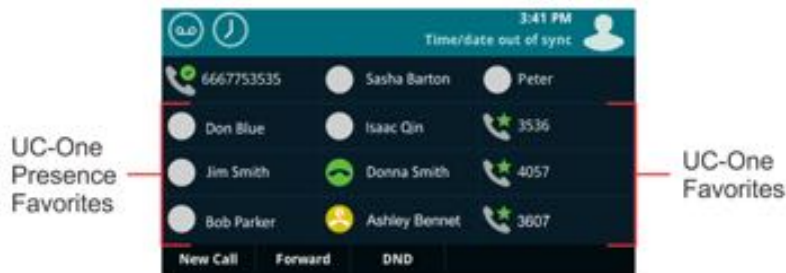 3:41 PM
Time/date out of sync
6667753535 Sasha Barton Peter
Don Blue Isaac Qin 3536
UC-One
Presence
Favorites
Jim Smith Donna Smith 4057
UC-One
Favorites
Bob Parker Ashley Bennet 3607
New Call Forward DND